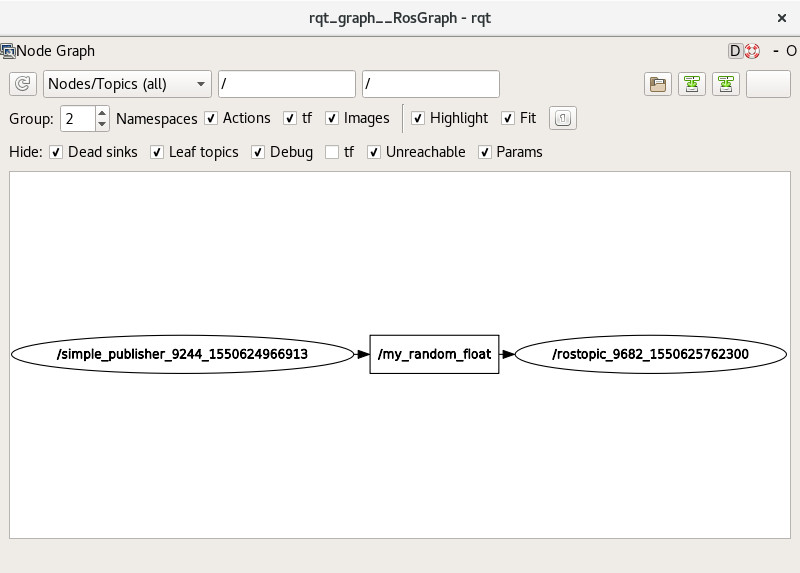 rqt_graph__RosGraph - rqt
Node Graph
D
- O
Nodes/Topics (all)
/
/
Group: 2 Namespaces Actions tf Images Highlight Fit
Hide: Dead sinks Leaf topics Debug tf Unreachable Params
/simple_publisher_9244_1550624966913
/my_random_float
/rostopic_9682_1550625762300